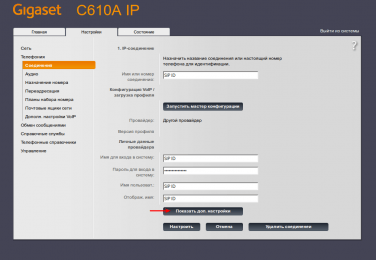 Gigaset C610A IP
Главная Настройки Состояние Выйти из системы
Сеть
Телефония
Соединения
Аудио
Назначение номера
Переадресация
Планы набора номера
Почтовые ящики сети
Дополн. настройки VoIP
Обмен сообщениями
Справочные службы
Телефонные справочники
Управление
?
1. IP-соединение
Назначить название соединения или настоящий номер
телефона для идентификации.
Имя или номер
соединения:
SIP ID
Конфигурация VoIP /
загрузка профиля
Запустить мастер конфигурации
Провайдер: Другой провайдер
Версия профиля
Личные данные
провайдера
Имя для входа в систему: SIP ID
Пароль для входа в
систему:
Имя пользоват.: SIP ID
Отображ. имя: SIP ID
Показать доп. настройки
Настроить Отмена Удалить соединение